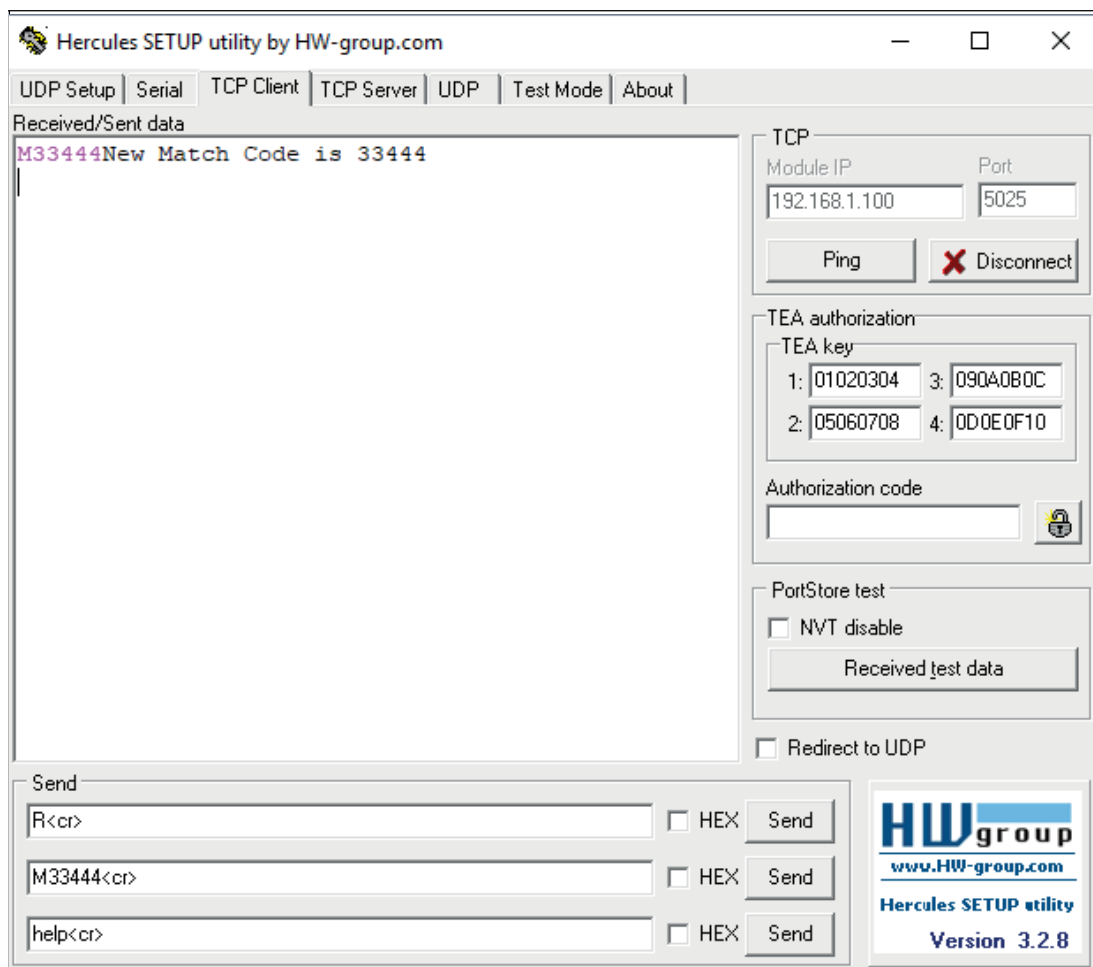 Hercules SETUP utility by HW-group.com
UDP Setup Serial TCP Client TCP Server UDP Test Mode About
Received/Sent data
M33444New Match Code is 33444
TCP
Module IP Port
192.168.1.100 5025
Ping Disconnect
TEA authorization
TEA key
1: 01020304 3: 090A0B0C
2: 05060708 4: 0D0E0F10
Authorization code
PortStore test
NVT disable
Received test data
Redirect to UDP
Send
R<cr> HEX Send
M33444<cr> HEX Send
help<cr> HEX Send
HW group
www.HW-group.com
Hercules SETUP utility
Version 3.2.8